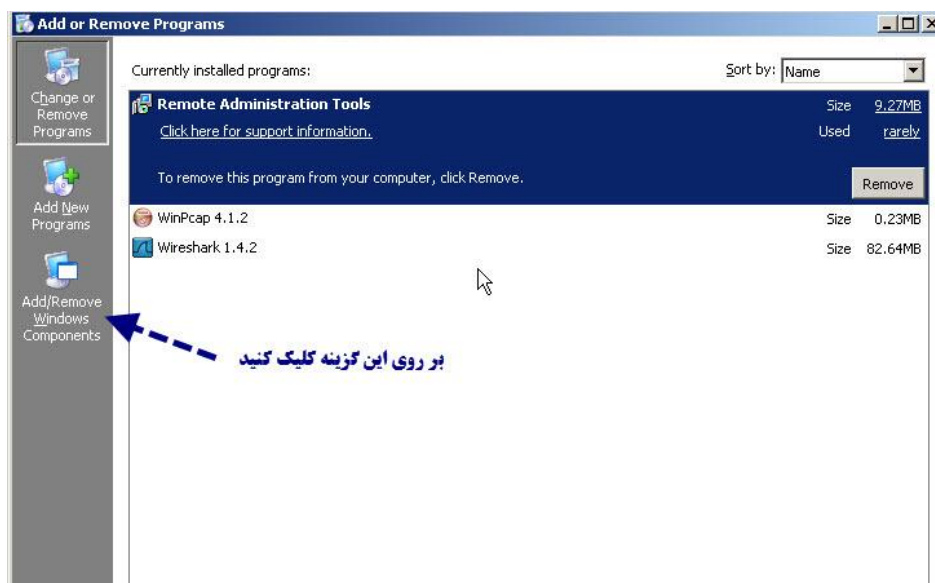 Add or Remove Programs
Change or
Remove
Programs
Add New
Programs
Add/Remove
Windows
Components
Currently installed programs:
Sort by: Name
Remote Administration Tools Size 9.27MB
Click here for support information. Used rarely
To remove this program from your computer, click Remove.
Remove
WinPcap 4.1.2 Size 0.23MB
Wireshark 1.4.2 Size 82.64MB
بر روی این گزینه کلیک کنید